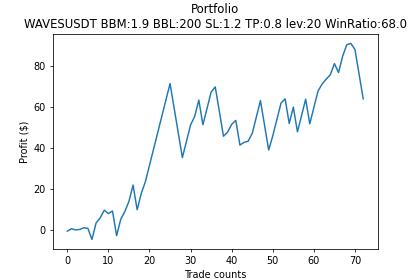 Portfolio
WAVESUSDT BBM:1.9 BBL:200 SL:1.2 TP:0.8 lev:20 WinRatio:68.0
80
60
40
20
0
Profit ($)
0 10 20 30 40 50 60 70
Trade counts